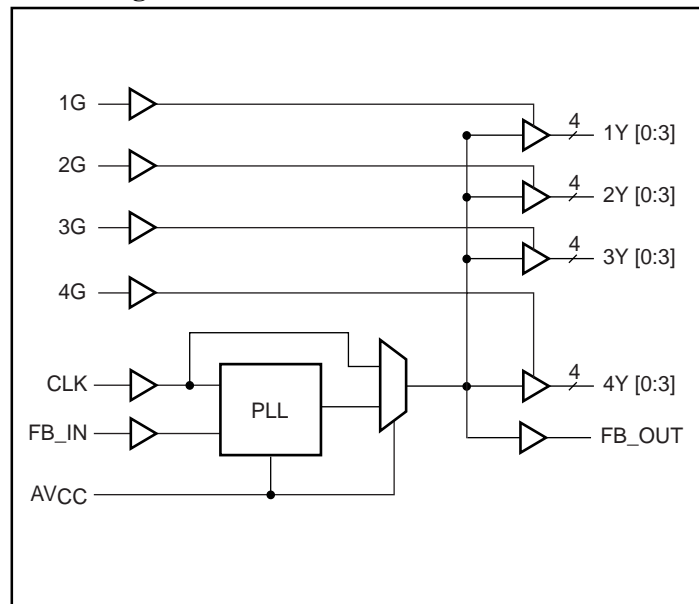 1G
4
1Y [0:3]
2G
4
2Y [0:3]
3G
4
3Y [0:3]
4G
CLK
4
4Y [0:3]
PLL
FB_IN
FB_OUT
AVCC